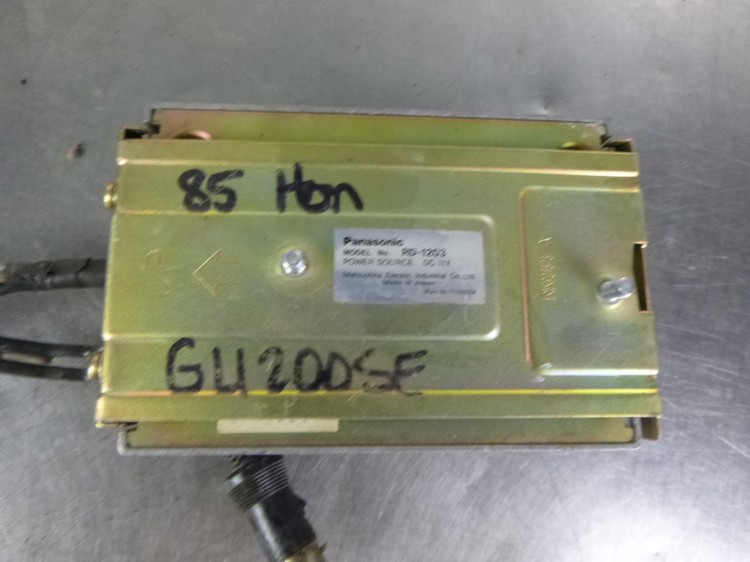 85 Hon
Panasonic
MODEL No. RD-1203
POWER SOURCE DC 12V
Matsushita Electric Industrial Co., Ltd.
Made in Japan
GL1200SE